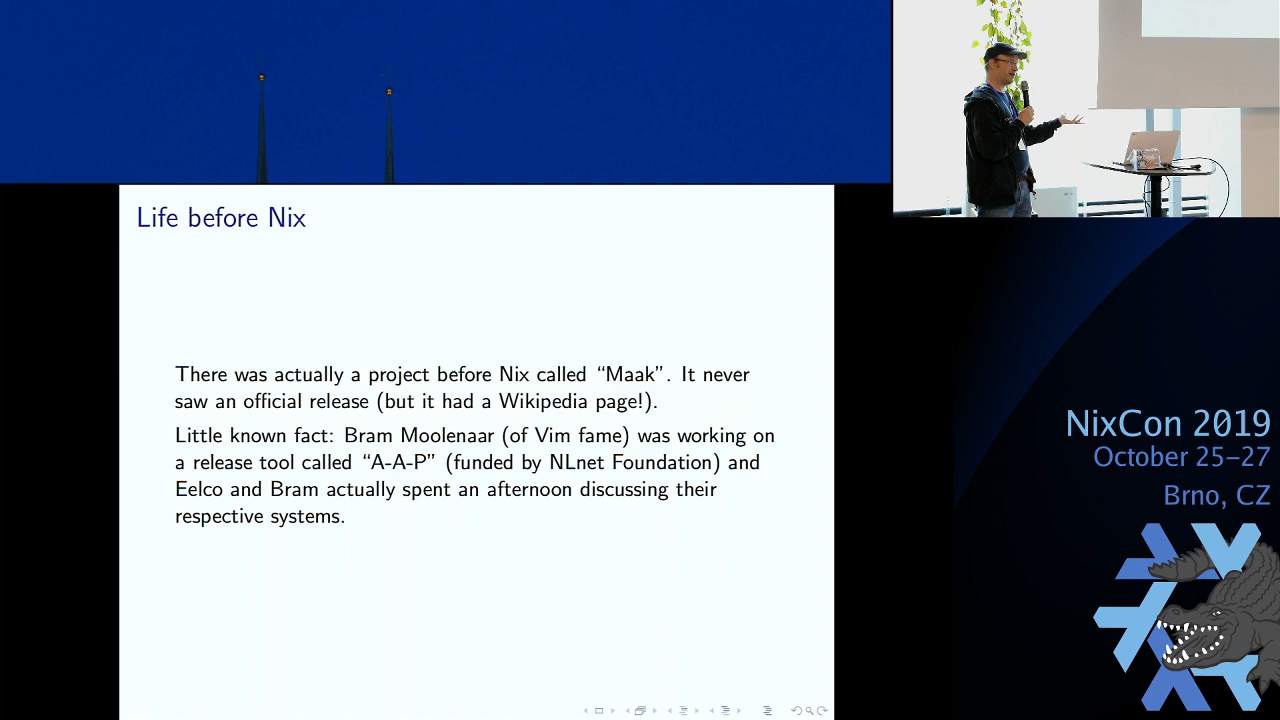 Life before Nix
There was actually a project before Nix called “Maak”. It never
saw an official release (but it had a Wikipedia page!).
Little known fact: Bram Moolenaar (of Vim fame) was working on
a release tool called “A-A-P” (funded by NLnet Foundation) and
Eelco and Bram actually spent an afternoon discussing their
respective systems.
NixCon 2019
October 25–27
Brno, CZ